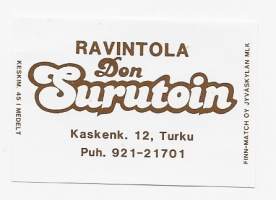 RAVINTOLA
Don
Surutoin
Kaskenk. 12, Turku
Puh. 921-21701
KESKIM. 45 / MEDELT
FINN-MATCH OY JYVÄSKYLÄN MLK